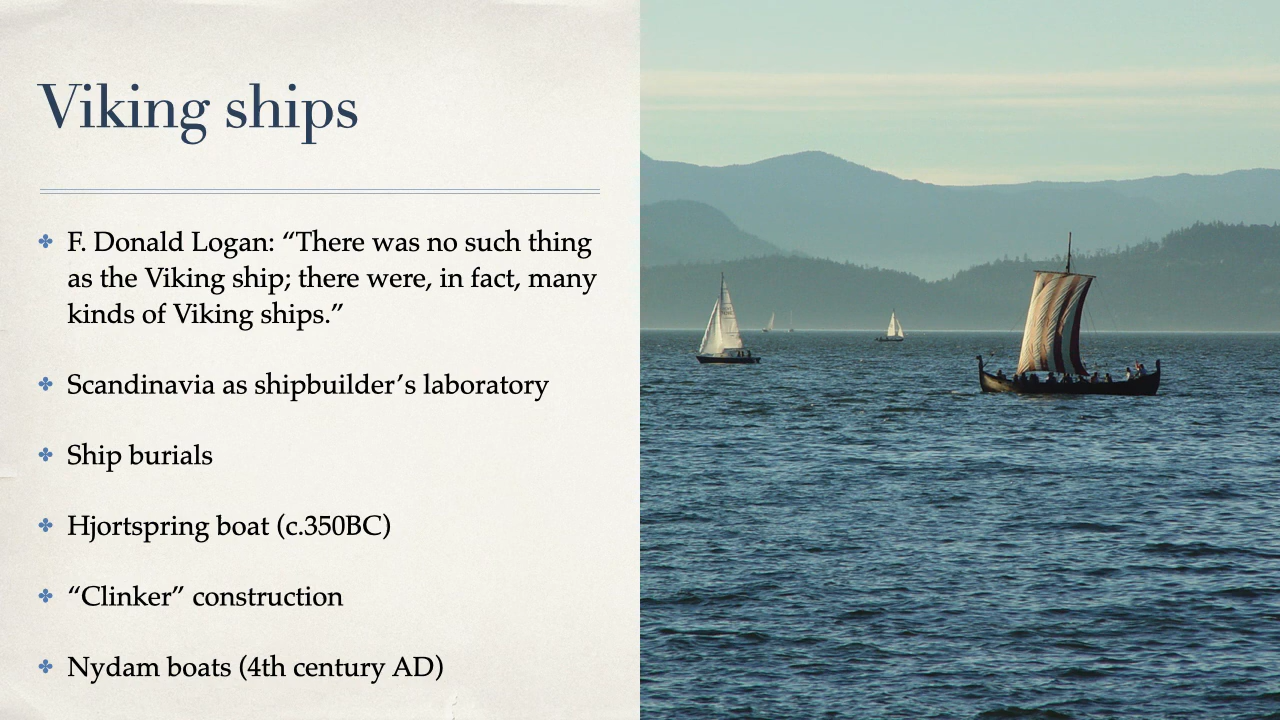 Viking ships
F. Donald Logan: “There was no such thing
as the Viking ship; there were, in fact, many
kinds of Viking ships.”
Scandinavia as shipbuilder’s laboratory
Ship burials
Hjortspring boat (c.350BC)
“Clinker” construction
Nydam boats (4th century AD)